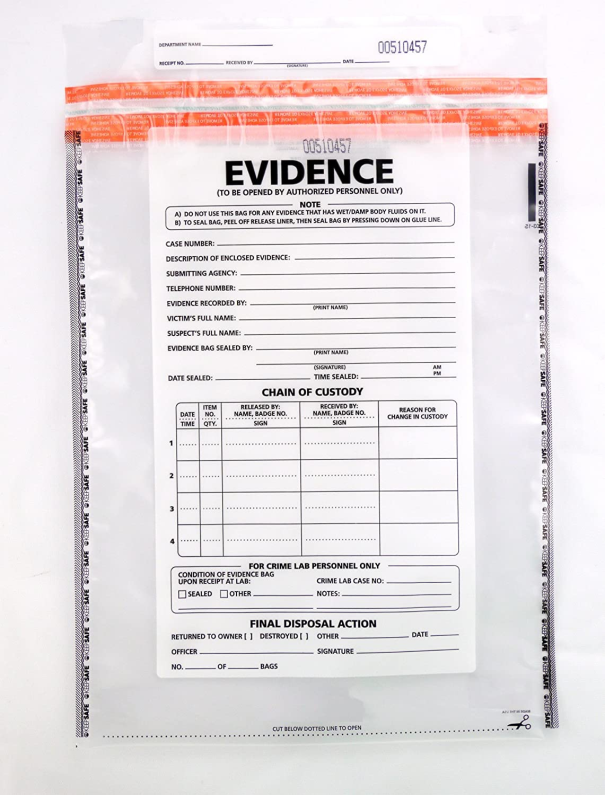 DEPARTMENT NAME
00510457
RECEIPT NO. RECEIVED BY DATE
(SIGNATURE)
00510457
EVIDENCE
(TO BE OPENED BY AUTHORIZED PERSONNEL ONLY)
NOTE
A) DO NOT USE THIS BAG FOR ANY EVIDENCE THAT HAS WET/DAMP BODY FLUIDS ON IT.
B) TO SEAL BAG, PEEL OFF RELEASE LINER, THEN SEAL BAG BY PRESSING DOWN ON GLUE LINE.
CASE NUMBER:
DESCRIPTION OF ENCLOSED EVIDENCE:
SUBMITTING AGENCY:
TELEPHONE NUMBER:
EVIDENCE RECORDED BY:
(PRINT NAME)
VICTIM'S FULL NAME:
SUSPECT'S FULL NAME:
EVIDENCE BAG SEALED BY:
(PRINT NAME)
(SIGNATURE) AM
DATE SEALED: TIME SEALED: PM
CHAIN OF CUSTODY
DATE TIME
ITEM NO. QTY.
RELEASED BY: NAME, BADGE NO. SIGN
RECEIVED BY: NAME, BADGE NO. SIGN
REASON FOR CHANGE IN CUSTODY
1
2
3
4
FOR CRIME LAB PERSONNEL ONLY
CONDITION OF EVIDENCE BAG
UPON RECEIPT AT LAB: CRIME LAB CASE NO:
SEALED OTHER NOTES:
FINAL DISPOSAL ACTION
RETURNED TO OWNER [ ] DESTROYED [ ] OTHER DATE
OFFICER SIGNATURE
NO. OF BAGS
CUT BELOW DOTTED LINE TO OPEN
KEEPSAFE